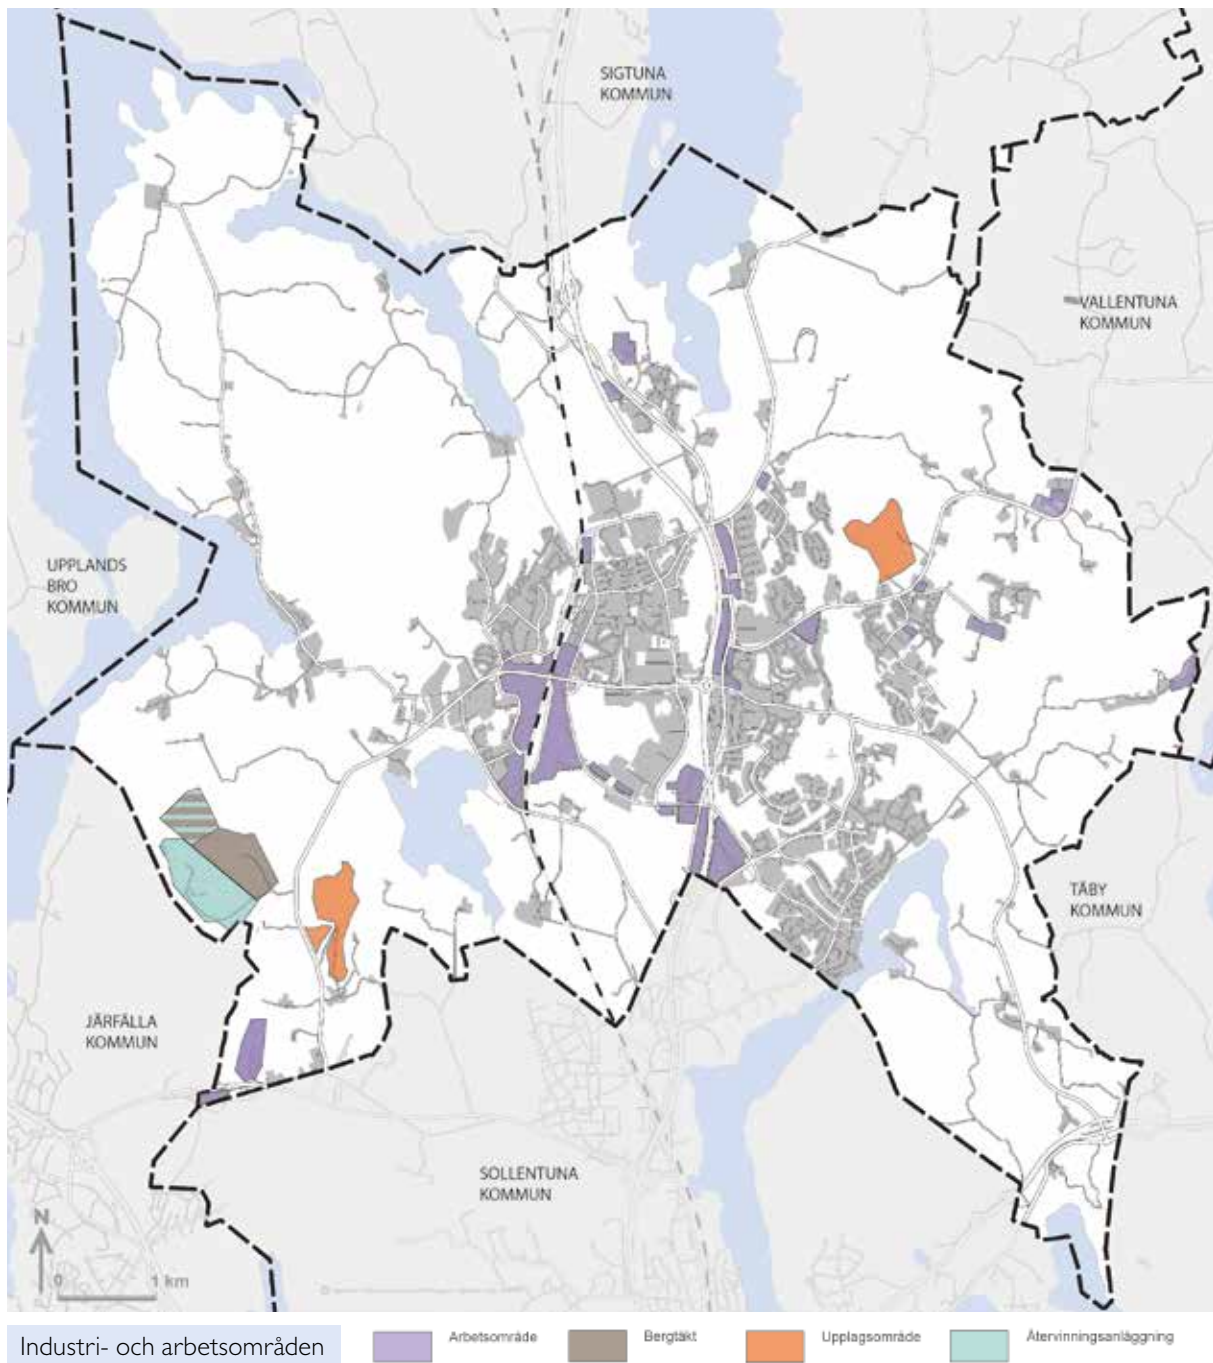 SIGTUNA
KOMMUN
VALLENTUNA
KOMMUN
UPPLANDS
BRO
KOMMUN
TÄBY
KOMMUN
JÄRFÄLLA
KOMMUN
SOLLENTUNA
KOMMUN
N
0 1 km
Industri- och arbetsområden
Arbetsområde
Bergtäkt
Upplagsområde
Återvinningsanläggning